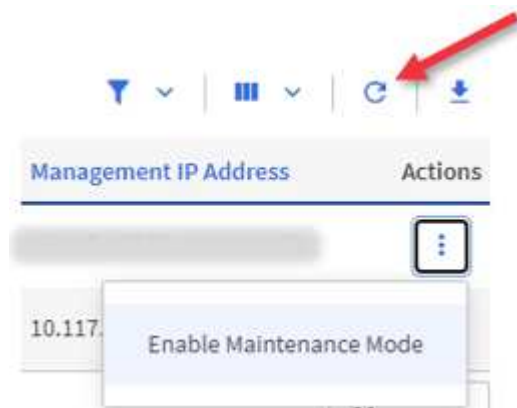 Management IP Address Actions
10.117.
Enable Maintenance Mode